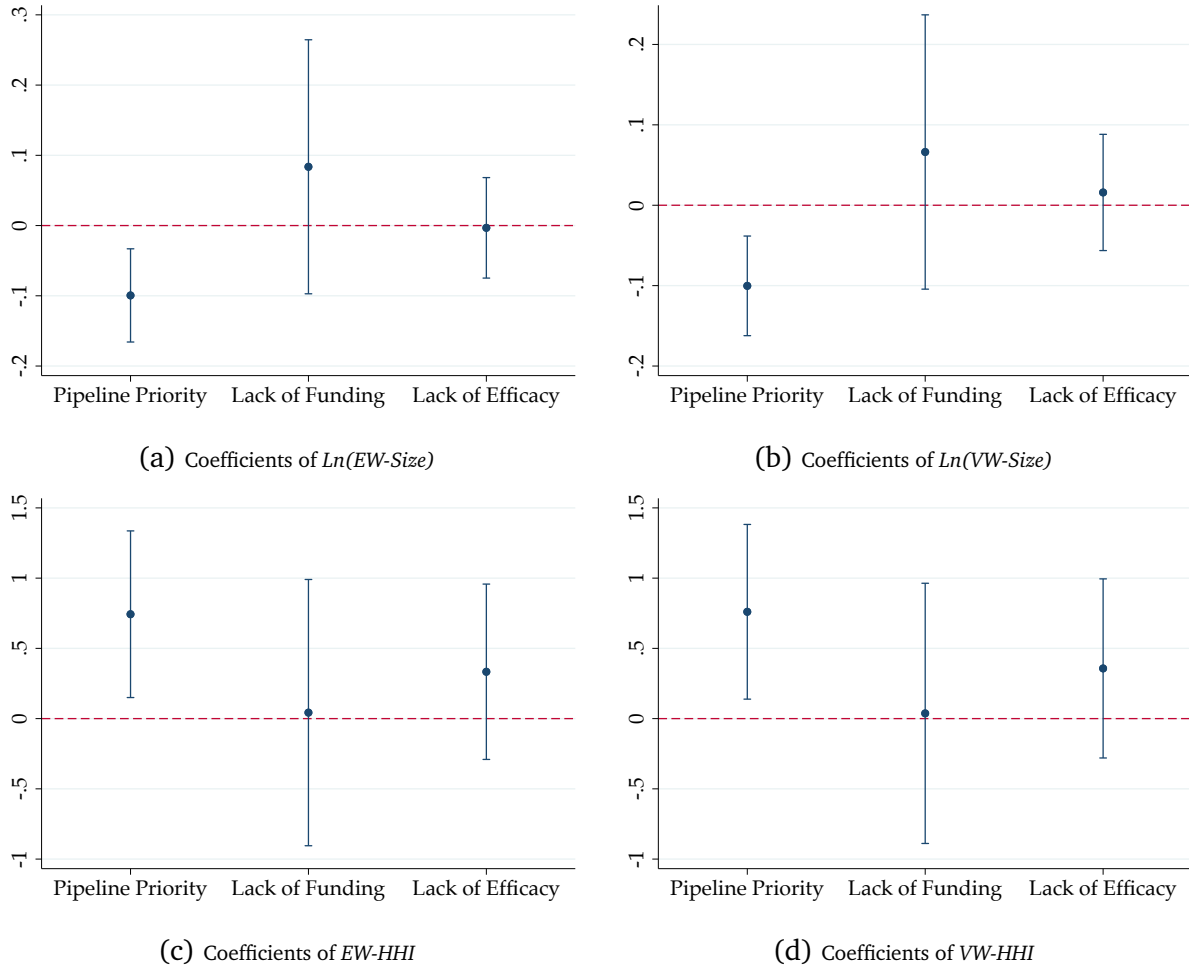 .3
.2
.1
0
-.1
-.2
Pipeline Priority Lack of Funding Lack of Efficacy
(a) Coefficients of Ln(EW-Size)
.2
.1
0
-.1
-.2
Pipeline Priority Lack of Funding Lack of Efficacy
(b) Coefficients of Ln(VW-Size)
1.5
1
.5
0
-.5
-1
Pipeline Priority Lack of Funding Lack of Efficacy
(c) Coefficients of EW-HHI
1.5
1
.5
0
-.5
-1
Pipeline Priority Lack of Funding Lack of Efficacy
(d) Coefficients of VW-HHI